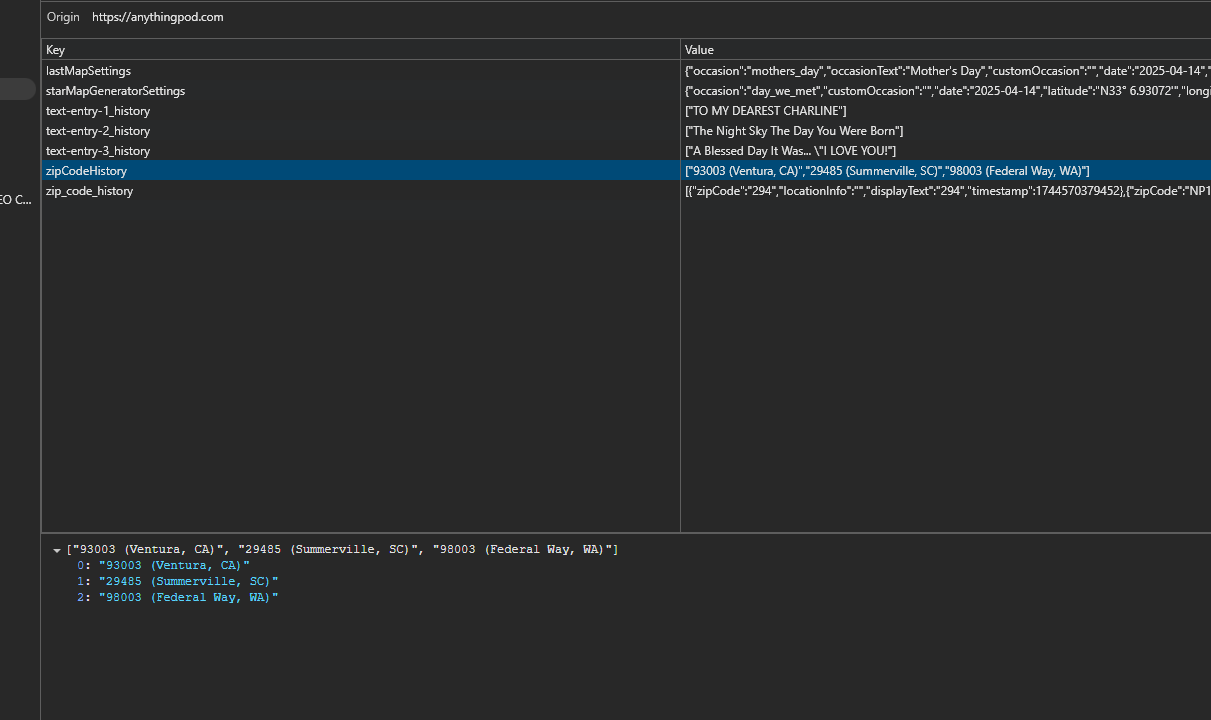 Origin https://anythingpod.com
Key Value
lastMapSettings {"occasion":"mothers_day","occasionText":"Mother's Day","customOccasion":"","date":"2025-04-14","
starMapGeneratorSettings {"occasion":"day_we_met","customOccasion":"","date":"2025-04-14","latitude":"N33° 6.93072'","longi
text-entry-1_history ["TO MY DEAREST CHARLINE"]
text-entry-2_history ["The Night Sky The Day You Were Born"]
text-entry-3_history ["A Blessed Day It Was... \"I LOVE YOU!"]
zipCodeHistory ["93003 (Ventura, CA)","29485 (Summerville, SC)","98003 (Federal Way, WA)"]
zip_code_history [{"zipCode":"294","locationInfo":"","displayText":"294","timestamp":1744570379452},{"zipCode":"NP1
EO C...
["93003 (Ventura, CA)", "29485 (Summerville, SC)", "98003 (Federal Way, WA)"]
0: "93003 (Ventura, CA)"
1: "29485 (Summerville, SC)"
2: "98003 (Federal Way, WA)"